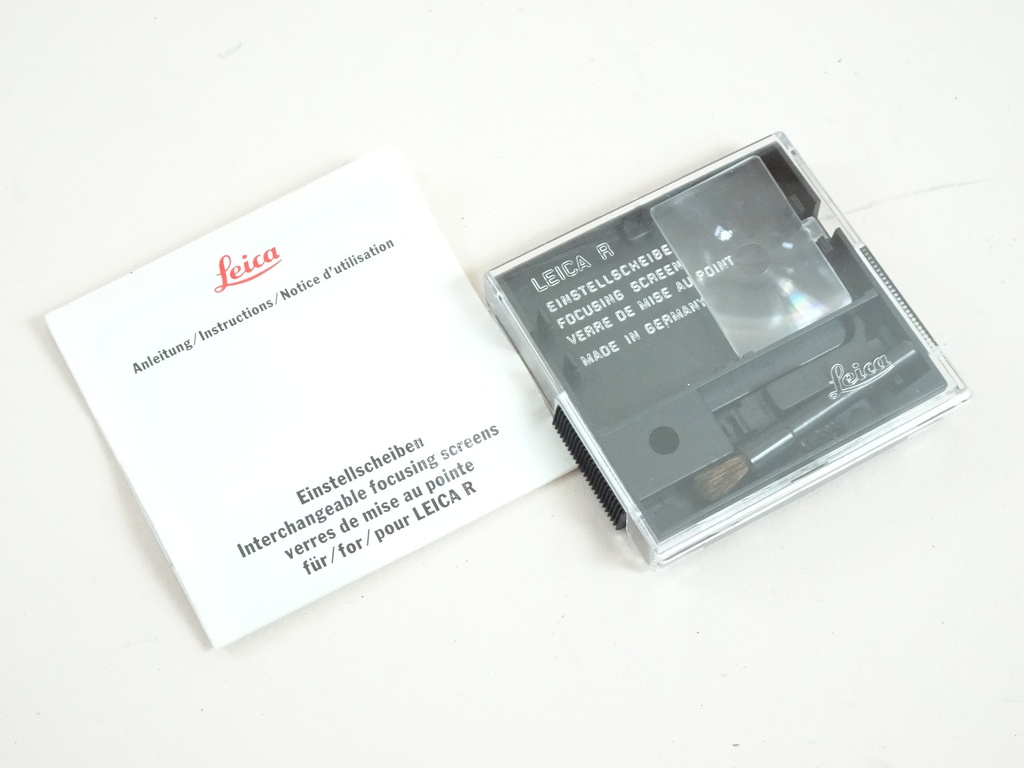 Leica
Anleitung/Instructions/Notice d'utilisation
Einstellscheiben
Interchangeable focusing screens
verres de mise au pointe
für/for/pour LEICA R
LEICA R
EINSTELLSCHEIBE
FOCUSING SCREEN
VERRE DE MISE AU POINT
MADE IN GERMANY
Leica